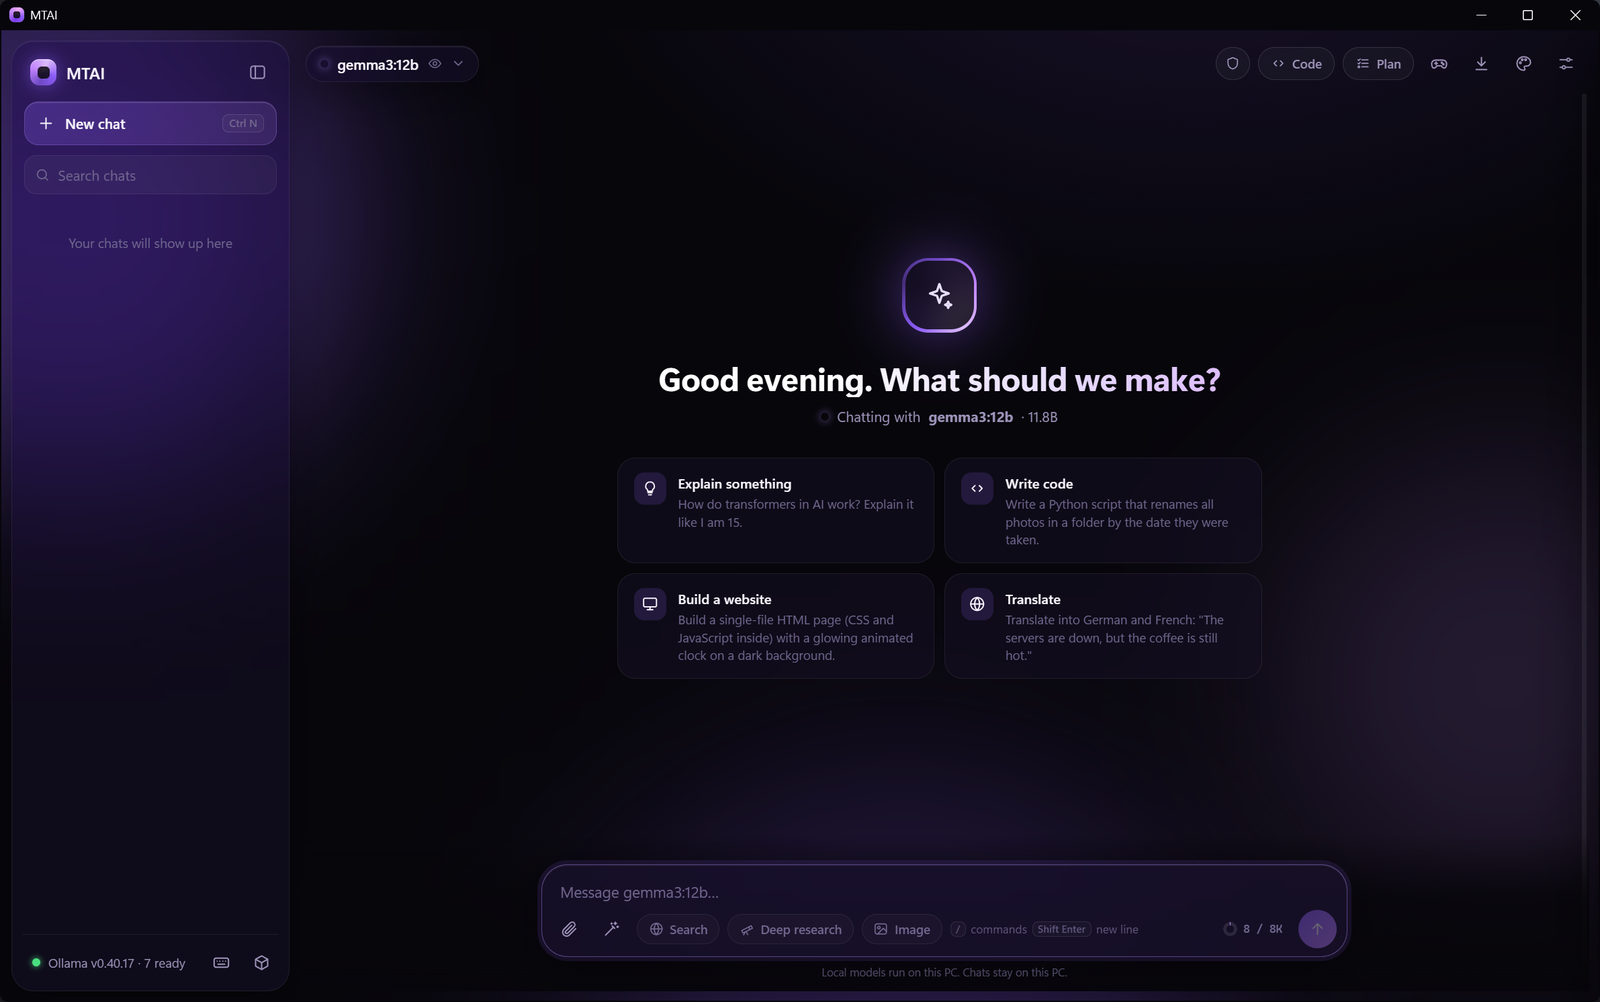 MTAI
MTAI
New chat
Ctrl N
Search chats
Your chats will show up here
Ollama v0.40.17 · 7 ready
gemma3:12b
Code
Plan
Good evening. What should we make?
Chatting with gemma3:12b · 11.8B
Explain something
How do transformers in AI work? Explain it
like I am 15.
Write code
Write a Python script that renames all
photos in a folder by the date they were
taken.
Build a website
Build a single-file HTML page (CSS and
JavaScript inside) with a glowing animated
clock on a dark background.
Translate
Translate into German and French: "The
servers are down, but the coffee is still
hot."
Message gemma3:12b...
Search
Deep research
Image
/ commands Shift Enter new line
8 / 8K
Local models run on this PC. Chats stay on this PC.